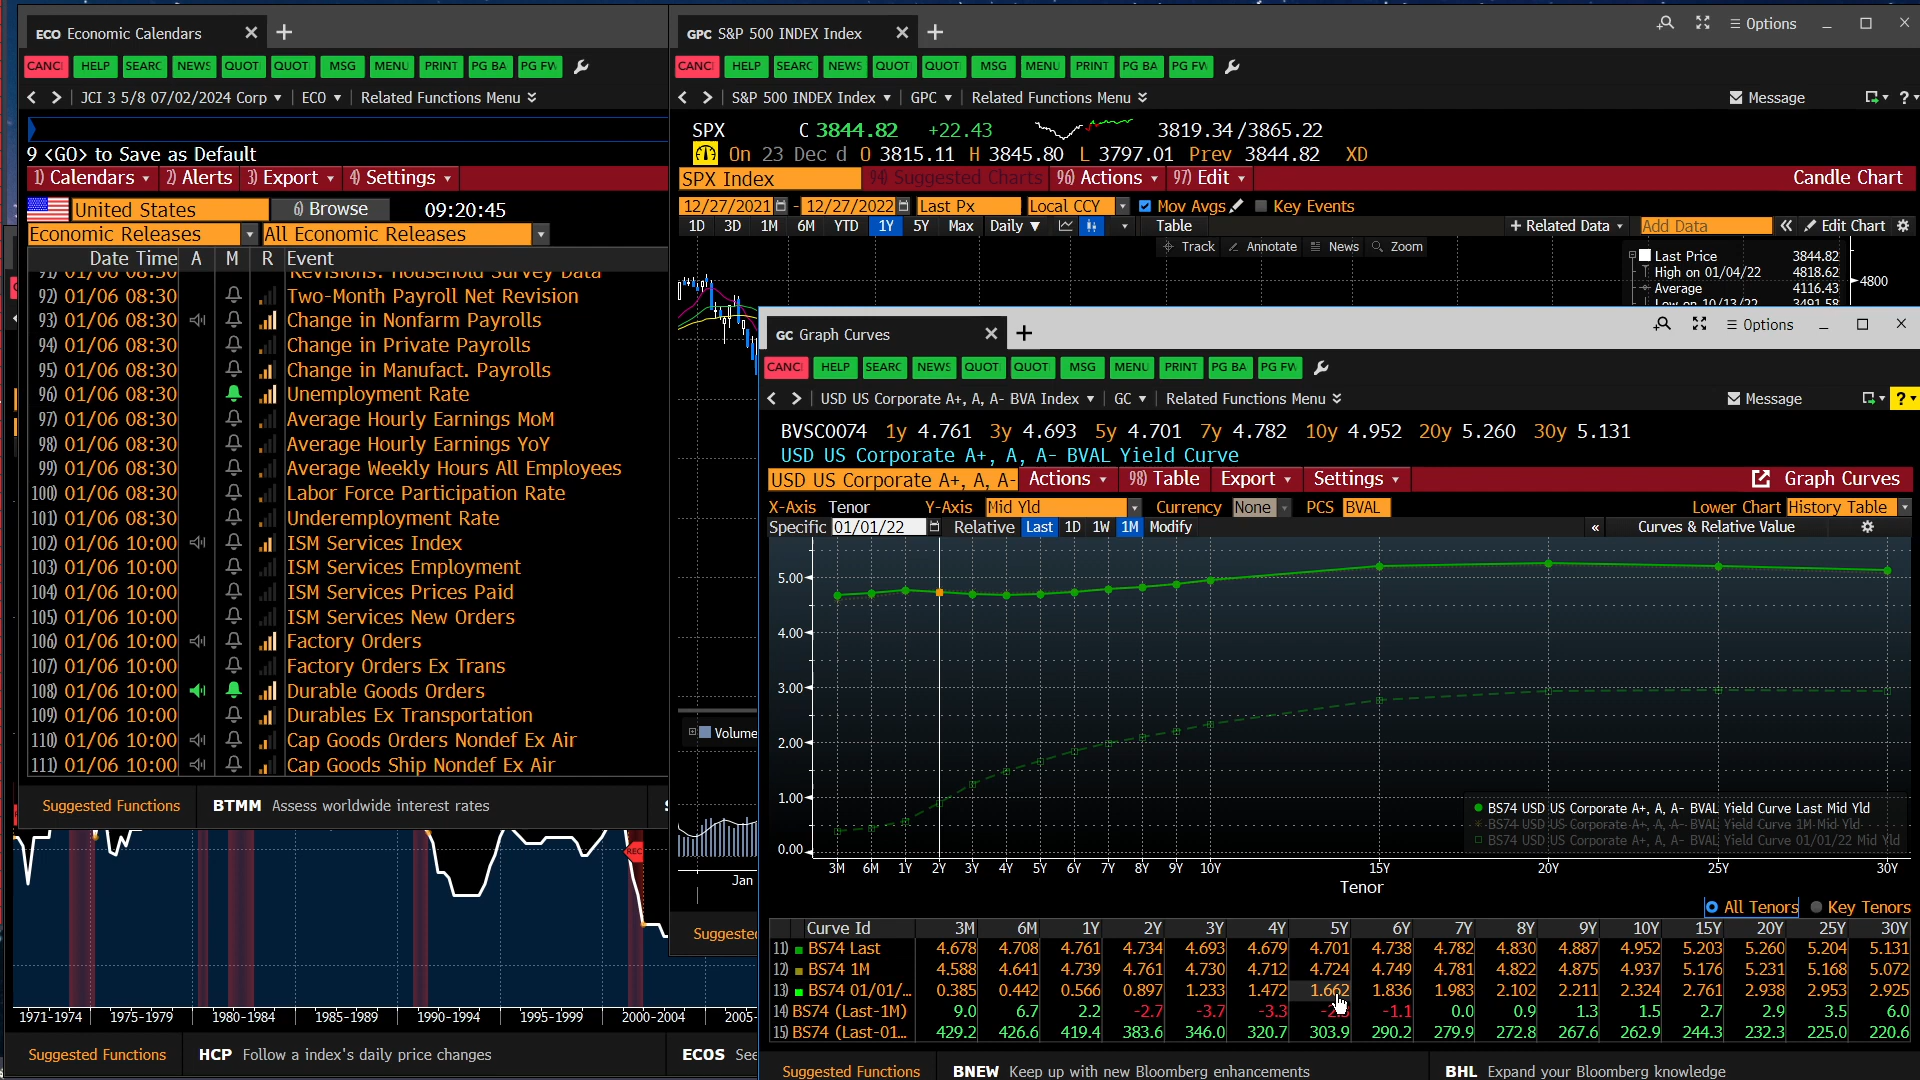 ECO Economic Calendars
CANCL HELP SEARC NEWS QUOT QUOT MSG MENU PRINT PG BA PG FW
JCI 3 5/8 07/02/2024 Corp ECO Related Functions Menu
9 <GO> to Save as Default
1) Calendars 2) Alerts 3) Export 4) Settings
United States 6) Browse 09:20:45
Economic Releases All Economic Releases
Date Time A M R Event
91) 01/06 08:30 Revisions: Household Survey Data
92) 01/06 08:30 Two-Month Payroll Net Revision
93) 01/06 08:30 Change in Nonfarm Payrolls
94) 01/06 08:30 Change in Private Payrolls
95) 01/06 08:30 Change in Manufact. Payrolls
96) 01/06 08:30 Unemployment Rate
97) 01/06 08:30 Average Hourly Earnings MoM
98) 01/06 08:30 Average Hourly Earnings YoY
99) 01/06 08:30 Average Weekly Hours All Employees
100) 01/06 08:30 Labor Force Participation Rate
101) 01/06 08:30 Underemployment Rate
102) 01/06 10:00 ISM Services Index
103) 01/06 10:00 ISM Services Employment
104) 01/06 10:00 ISM Services Prices Paid
105) 01/06 10:00 ISM Services New Orders
106) 01/06 10:00 Factory Orders
107) 01/06 10:00 Factory Orders Ex Trans
108) 01/06 10:00 Durable Goods Orders
109) 01/06 10:00 Durables Ex Transportation
110) 01/06 10:00 Cap Goods Orders Nondef Ex Air
111) 01/06 10:00 Cap Goods Ship Nondef Ex Air
Suggested Functions BTMM Assess worldwide interest rates
REC
1971-1974 1975-1979 1980-1984 1985-1989 1990-1994 1995-1999 2000-2004 2005-
Suggested Functions HCP Follow a index's daily price changes ECOS See
GPC S&P 500 INDEX Index Options
CANCL HELP SEARC NEWS QUOT QUOT MSG MENU PRINT PG BA PG FW
S&P 500 INDEX Index GPC Related Functions Menu Message ?
SPX C 3844.82 +22.43 3819.34/3865.22
On 23 Dec d O 3815.11 H 3845.80 L 3797.01 Prev 3844.82 XD
SPX Index 94) Suggested Charts 96) Actions 97) Edit Candle Chart
12/27/2021 - 12/27/2022 Last Px Local CCY Mov Avgs Key Events
1D 3D 1M 6M YTD 1Y 5Y Max Daily Table + Related Data Add Data Edit Chart
Track Annotate News Zoom
Last Price 3844.82
High on 01/04/22 4818.62
Average 4116.43
Low on 10/13/22 3491.58
4800
Volume
Jan
Suggested
GC Graph Curves Options
CANCL HELP SEARC NEWS QUOT QUOT MSG MENU PRINT PG BA PG FW
USD US Corporate A+, A, A- BVA Index GC Related Functions Menu Message ?
BVSC0074 1y 4.761 3y 4.693 5y 4.701 7y 4.782 10y 4.952 20y 5.260 30y 5.131
USD US Corporate A+, A, A- BVAL Yield Curve
USD US Corporate A+, A, A- Actions 98) Table Export Settings Graph Curves
X-Axis Tenor Y-Axis Mid Yld Currency None PCS BVAL Lower Chart History Table
Specific 01/01/22 Relative Last 1D 1W 1M Modify « Curves & Relative Value
5.00
4.00
3.00
2.00
1.00
0.00
BS74 USD US Corporate A+, A, A- BVAL Yield Curve Last Mid Yld
BS74 USD US Corporate A+, A, A- BVAL Yield Curve 1M Mid Yld
BS74 USD US Corporate A+, A, A- BVAL Yield Curve 01/01/22 Mid Yld
3M 6M 1Y 2Y 3Y 4Y 5Y 6Y 7Y 8Y 9Y 10Y 15Y 20Y 25Y 30Y
Tenor
All Tenors Key Tenors
Curve Id 3M 6M 1Y 2Y 3Y 4Y 5Y 6Y 7Y 8Y 9Y 10Y 15Y 20Y 25Y 30Y
11) BS74 Last 4.678 4.708 4.761 4.734 4.693 4.679 4.701 4.738 4.782 4.830 4.887 4.952 5.203 5.260 5.204 5.131
12) BS74 1M 4.588 4.641 4.739 4.761 4.730 4.712 4.724 4.749 4.781 4.822 4.875 4.937 5.176 5.231 5.168 5.072
13) BS74 01/01/... 0.385 0.442 0.566 0.897 1.233 1.472 1.662 1.836 1.983 2.102 2.211 2.324 2.761 2.938 2.953 2.925
14) BS74 (Last-1M) 9.0 6.7 2.2 -2.7 -3.7 -3.3 -1.1 0.0 0.9 1.3 1.5 2.7 2.9 3.5 6.0
15) BS74 (Last-01... 429.2 426.6 419.4 383.6 346.0 320.7 303.9 290.2 279.9 272.8 267.6 262.9 244.3 232.3 225.0 220.6
Suggested Functions BNEW Keep up with new Bloomberg enhancements BHL Expand your Bloomberg knowledge